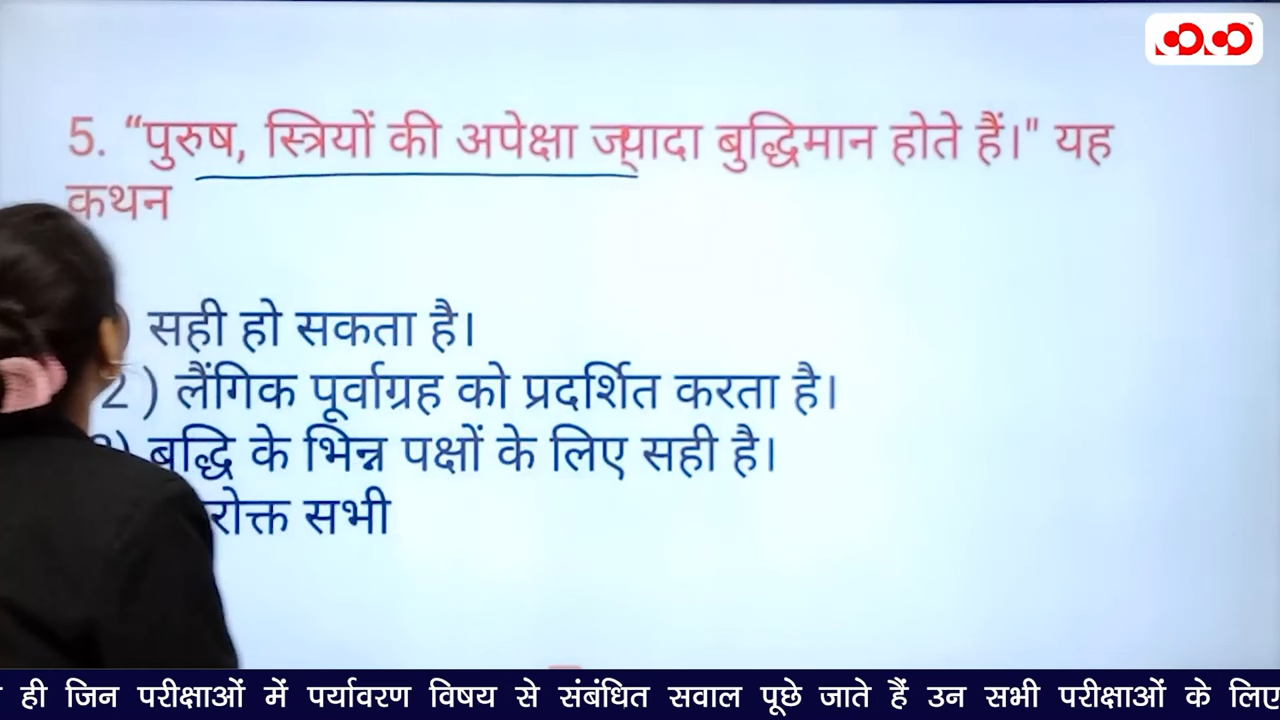 5. “पुरुष, स्त्रियों की अपेक्षा ज्यादा बुद्धिमान होते हैं।" यह
कथन
) सही हो सकता है।
2 ) लैंगिक पूर्वाग्रह को प्रदर्शित करता है।
) बुद्धि के भिन्न पक्षों के लिए सही है।
सभी
ही जिन परीक्षाओं में पर्यावरण विषय से संबंधित सवाल पूछे जाते हैं उन सभी परीक्षाओं के लिए